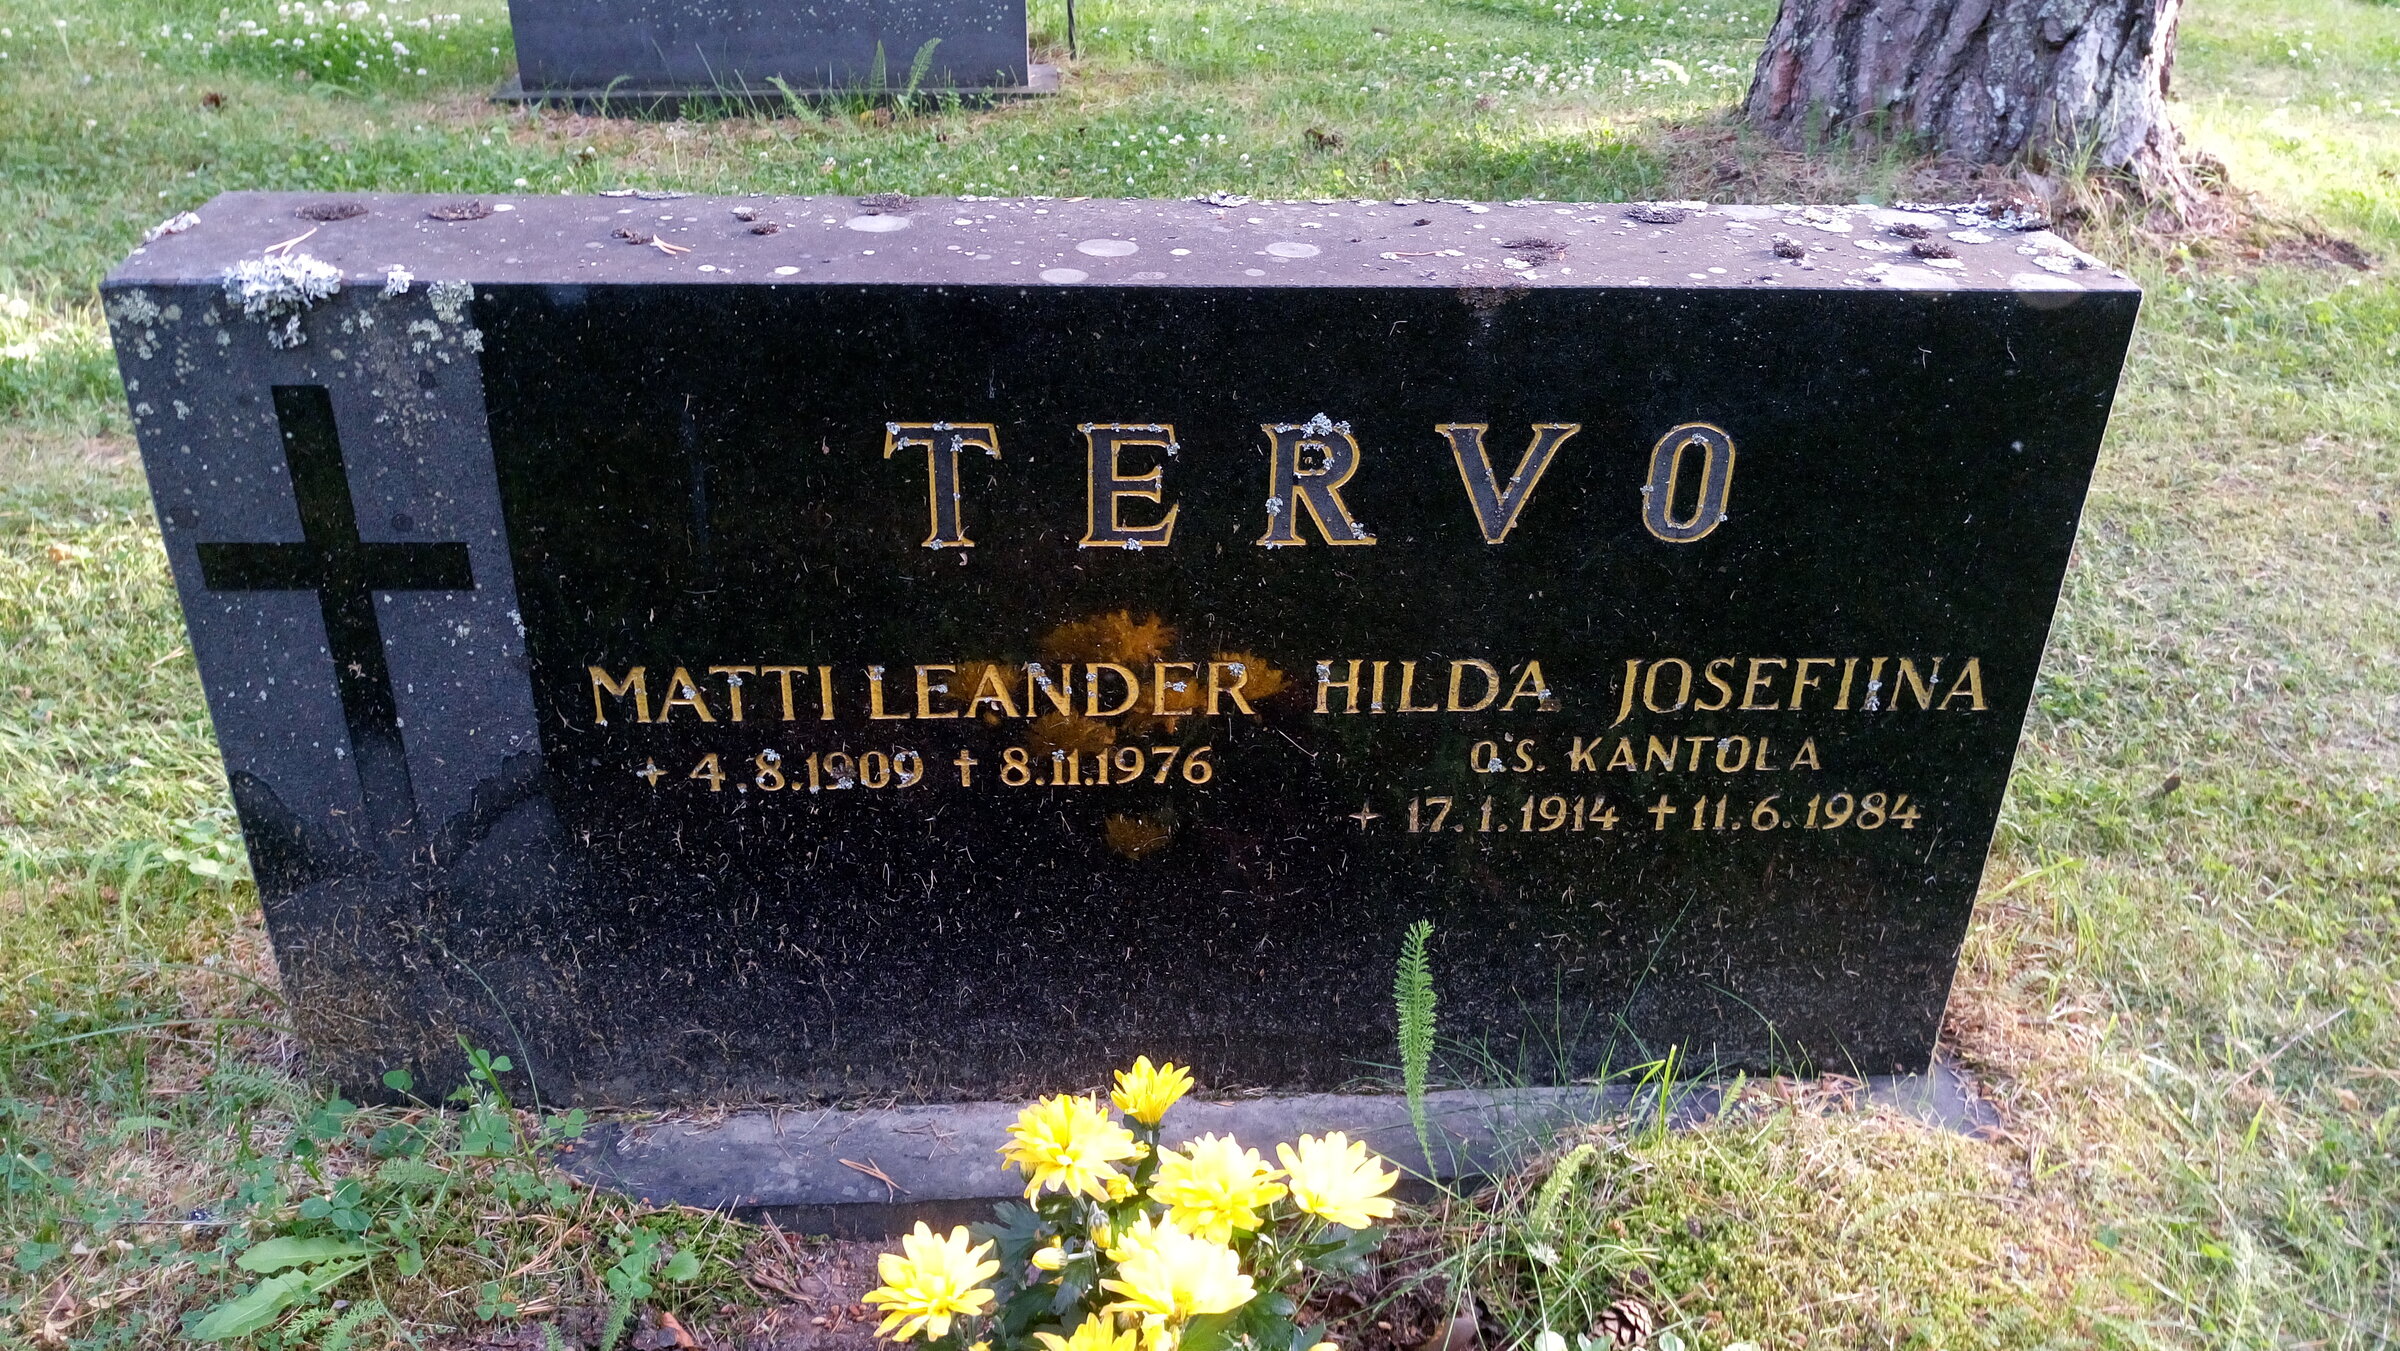 TERVO
MATTI LEANDER
+ 4.8.1909 † 8.11.1976
HILDA JOSEFIINA
O.S. KANTOLA
+ 17.1.1914 † 11.6.1984